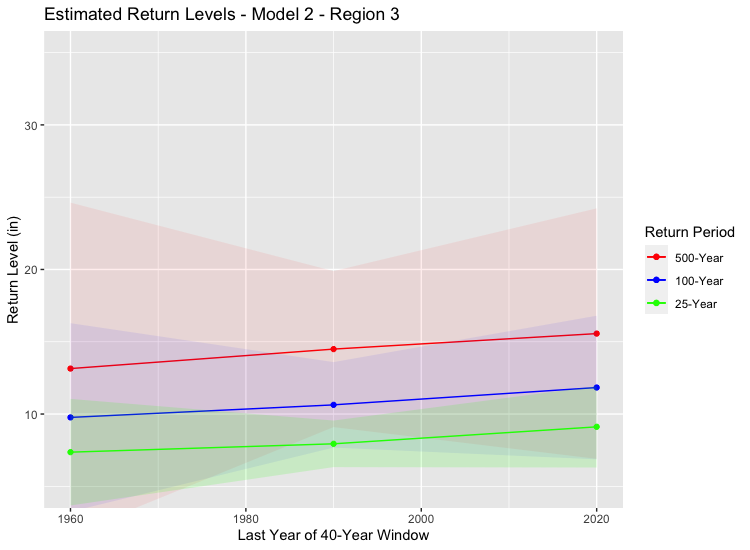 Estimated Return Levels - Model 2 - Region 3
Return Level (in)
30
20
10
1960
1980
2000
2020
Last Year of 40-Year Window
Return Period
500-Year
100-Year
25-Year